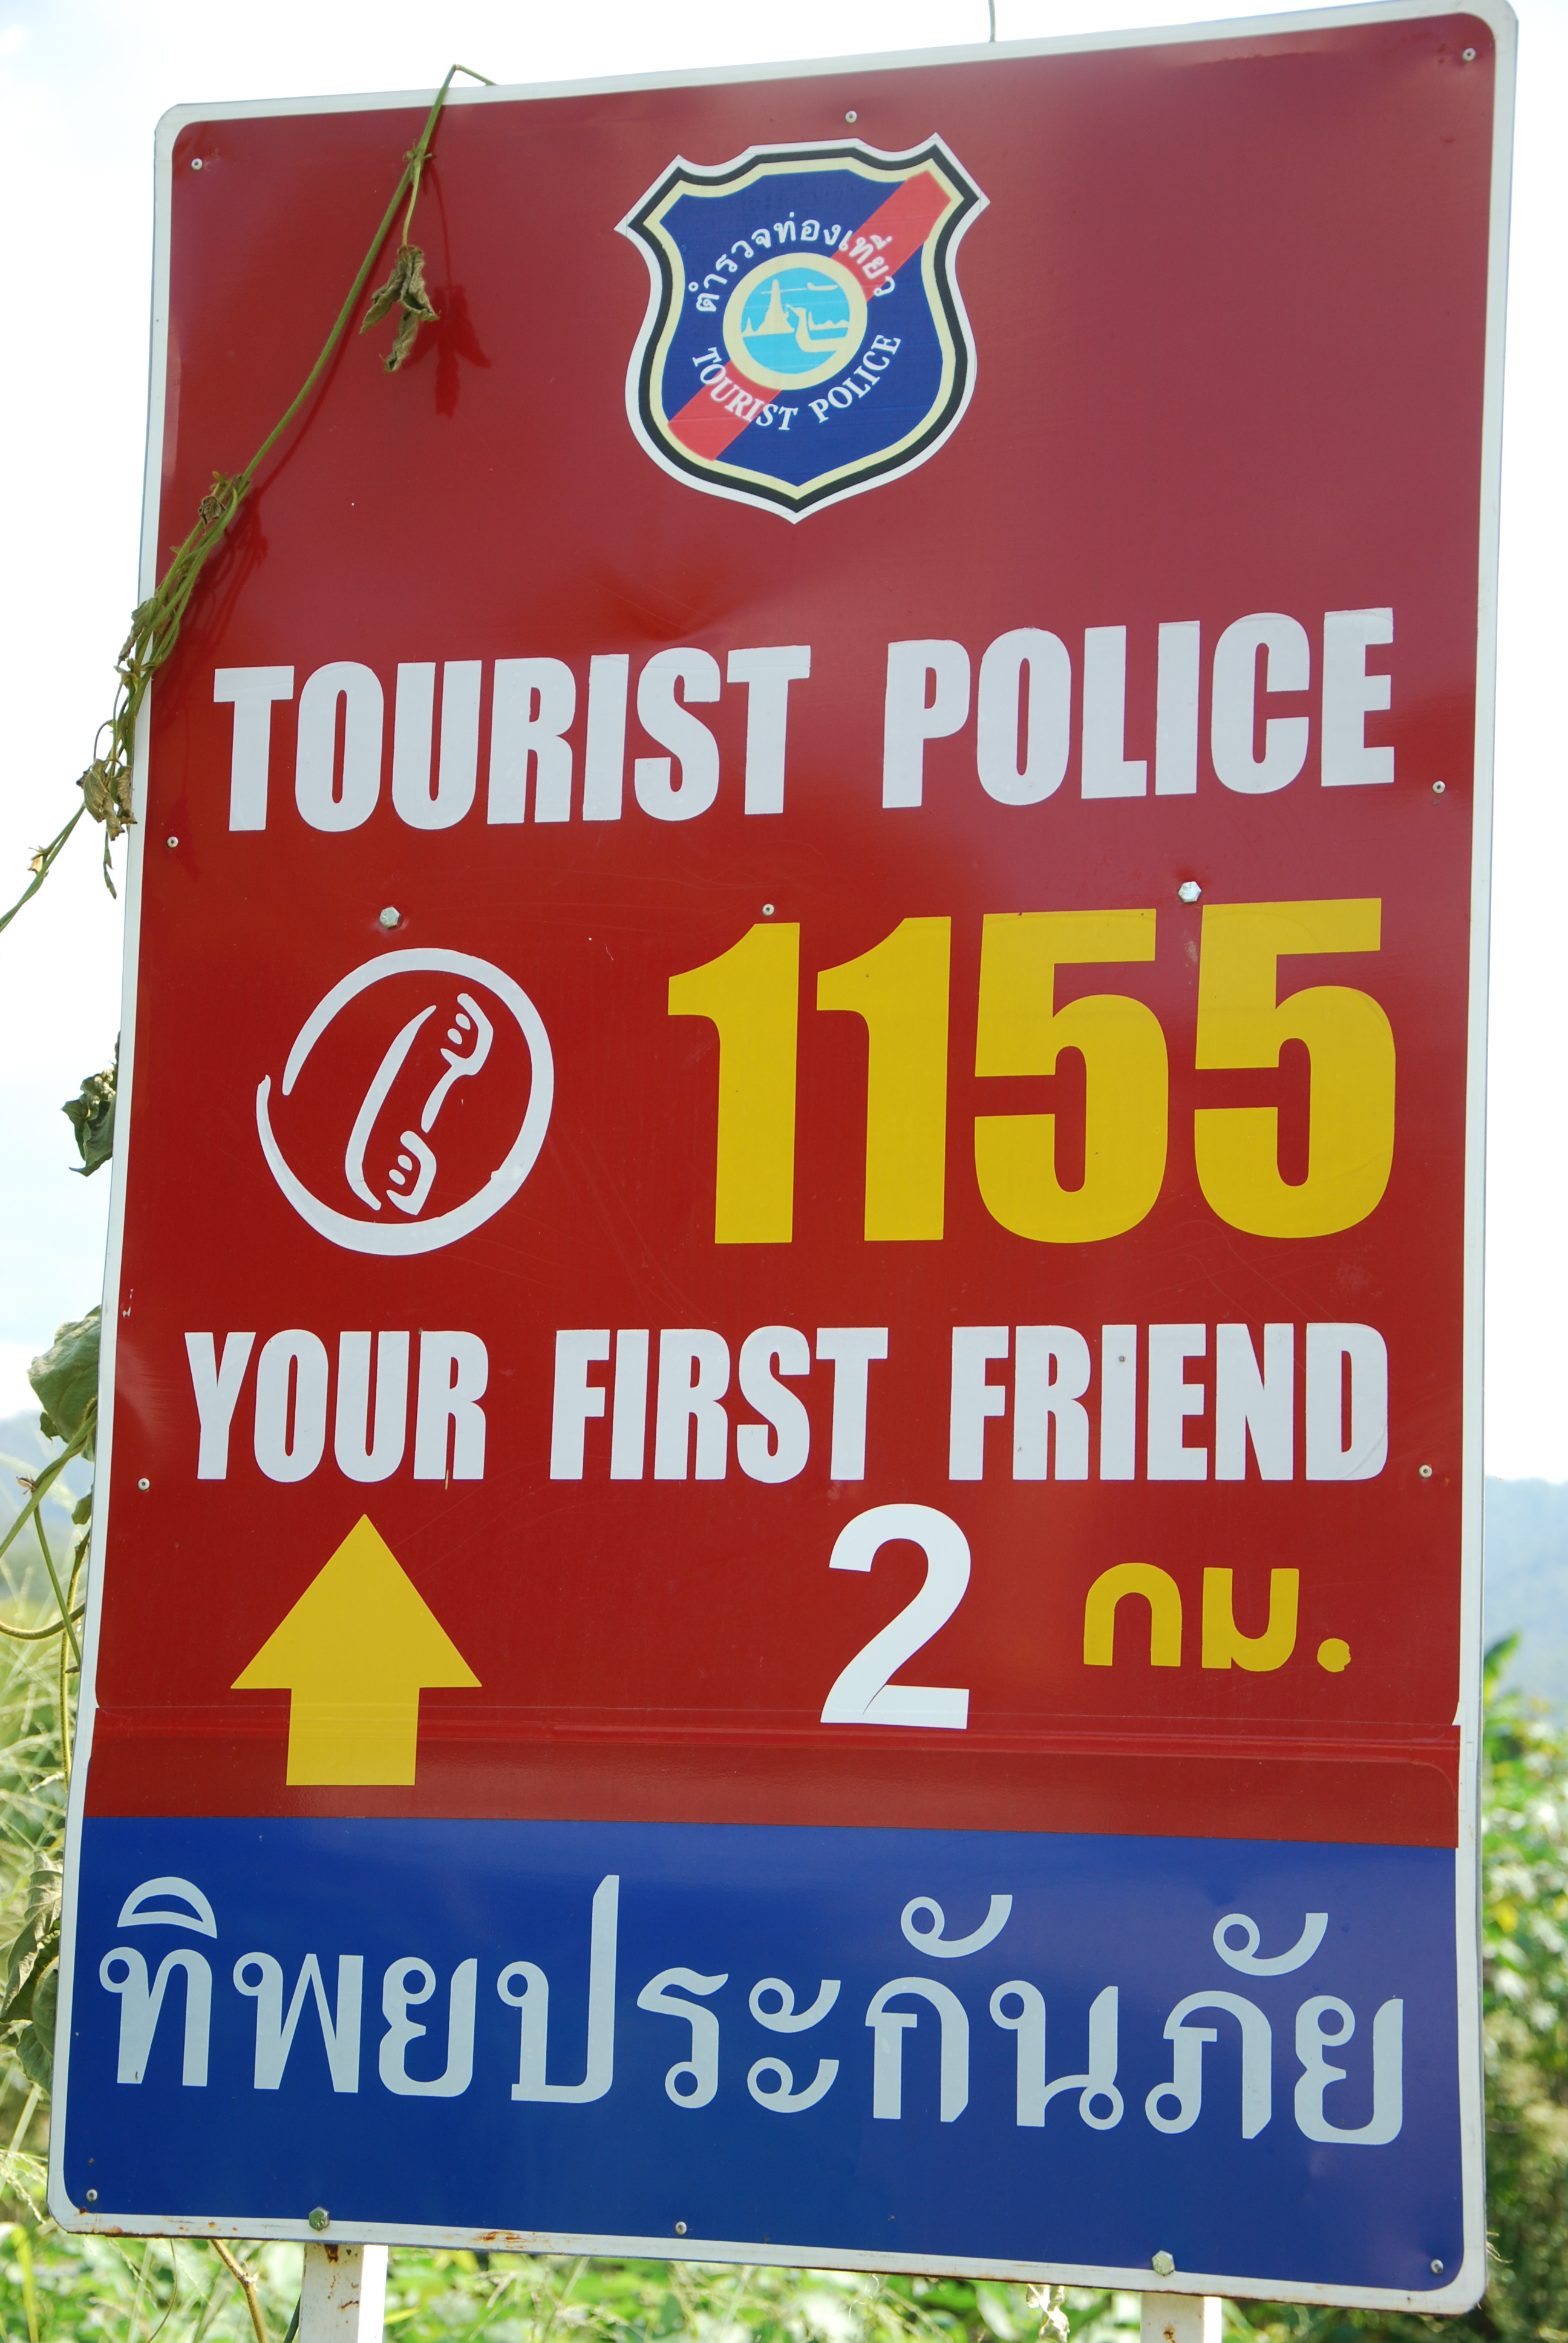 ตำรวจท่องเที่ยว
TOURIST POLICE
TOURIST POLICE
1155
YOUR FIRST FRIEND
2 กม.
ทิพยประกันภัย